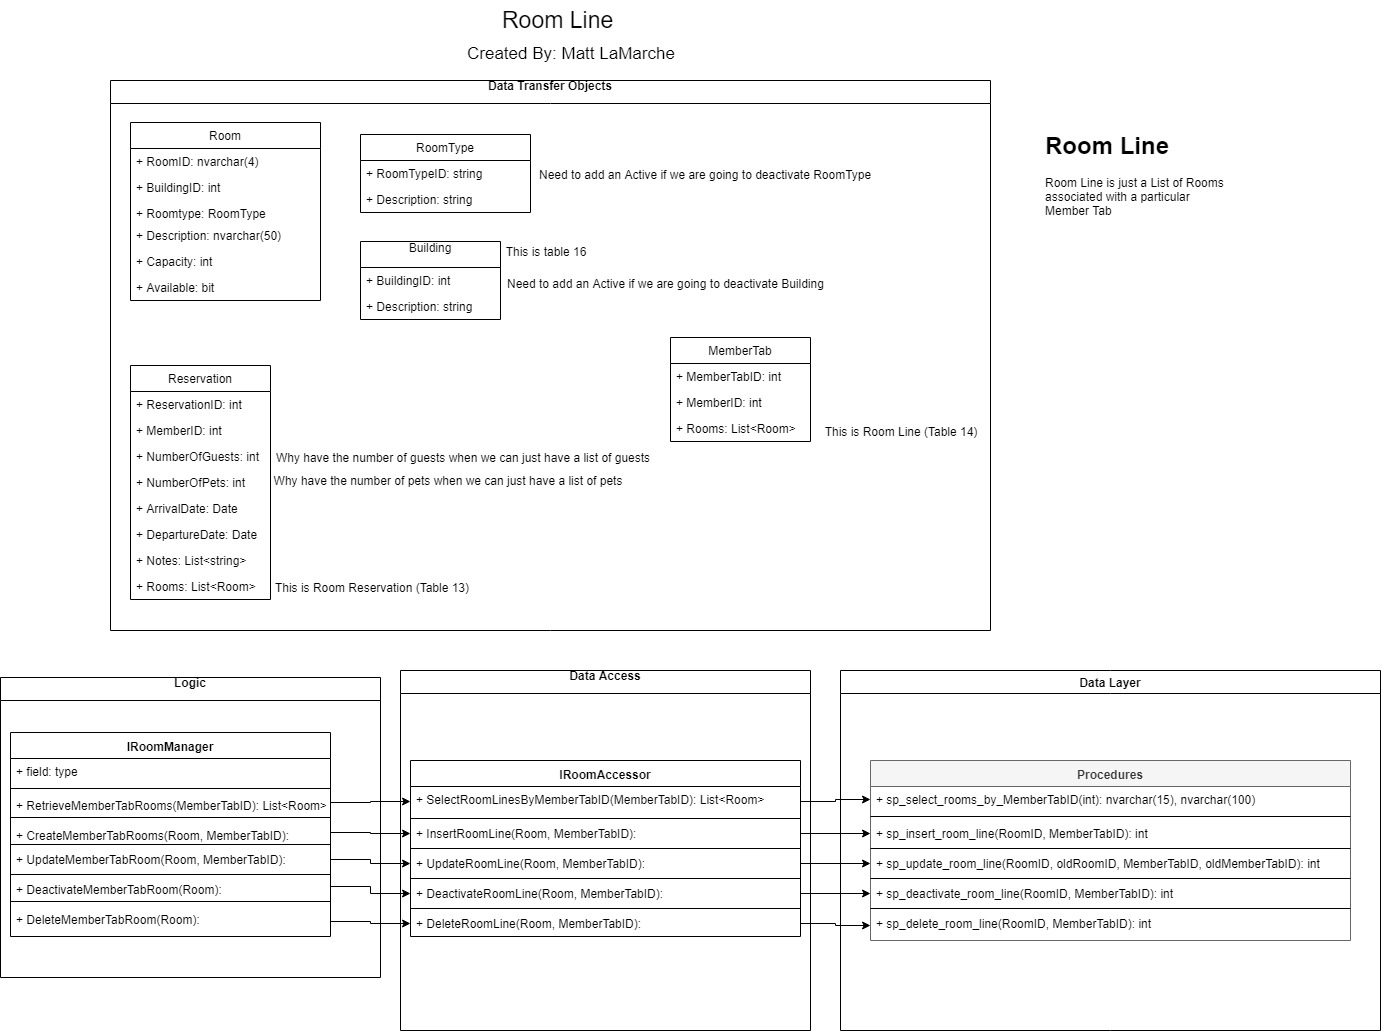 Room Line
Created By: Matt LaMarche
Data Transfer Objects
Room
+ RoomID: nvarchar(4)
+ BuildingID: int
+ Roomtype: RoomType
+ Description: nvarchar(50)
+ Capacity: int
+ Available: bit
RoomType
+ RoomTypeID: string
+ Description: string
Need to add an Active if we are going to deactivate RoomType
Building
+ BuildingID: int
+ Description: string
This is table 16
Need to add an Active if we are going to deactivate Building
MemberTab
+ MemberTabID: int
+ MemberID: int
+ Rooms: List<Room>
This is Room Line (Table 14)
Reservation
+ ReservationID: int
+ MemberID: int
+ NumberOfGuests: int
Why have the number of guests when we can just have a list of guests
+ NumberOfPets: int
Why have the number of pets when we can just have a list of pets
+ ArrivalDate: Date
+ DepartureDate: Date
+ Notes: List<string>
+ Rooms: List<Room>
This is Room Reservation (Table 13)
Room Line
Room Line is just a List of Rooms
associated with a particular
Member Tab
Logic
IRoomManager
+ field: type
+ RetrieveMemberTabRooms(MemberTabID): List<Room>
+ CreateMemberTabRooms(Room, MemberTabID):
+ UpdateMemberTabRoom(Room, MemberTabID):
+ DeactivateMemberTabRoom(Room):
+ DeleteMemberTabRoom(Room):
Data Access
IRoomAccessor
+ SelectRoomLinesByMemberTabID(MemberTabID): List<Room>
+ InsertRoomLine(Room, MemberTabID):
+ UpdateRoomLine(Room, MemberTabID):
+ DeactivateRoomLine(Room, MemberTabID):
+ DeleteRoomLine(Room, MemberTabID):
Data Layer
Procedures
+ sp_select_rooms_by_MemberTabID(int): nvarchar(15), nvarchar(100)
+ sp_insert_room_line(RoomID, MemberTabID): int
+ sp_update_room_line(RoomID, oldRoomID, MemberTabID, oldMemberTabID): int
+ sp_deactivate_room_line(RoomID, MemberTabID): int
+ sp_delete_room_line(RoomID, MemberTabID): int